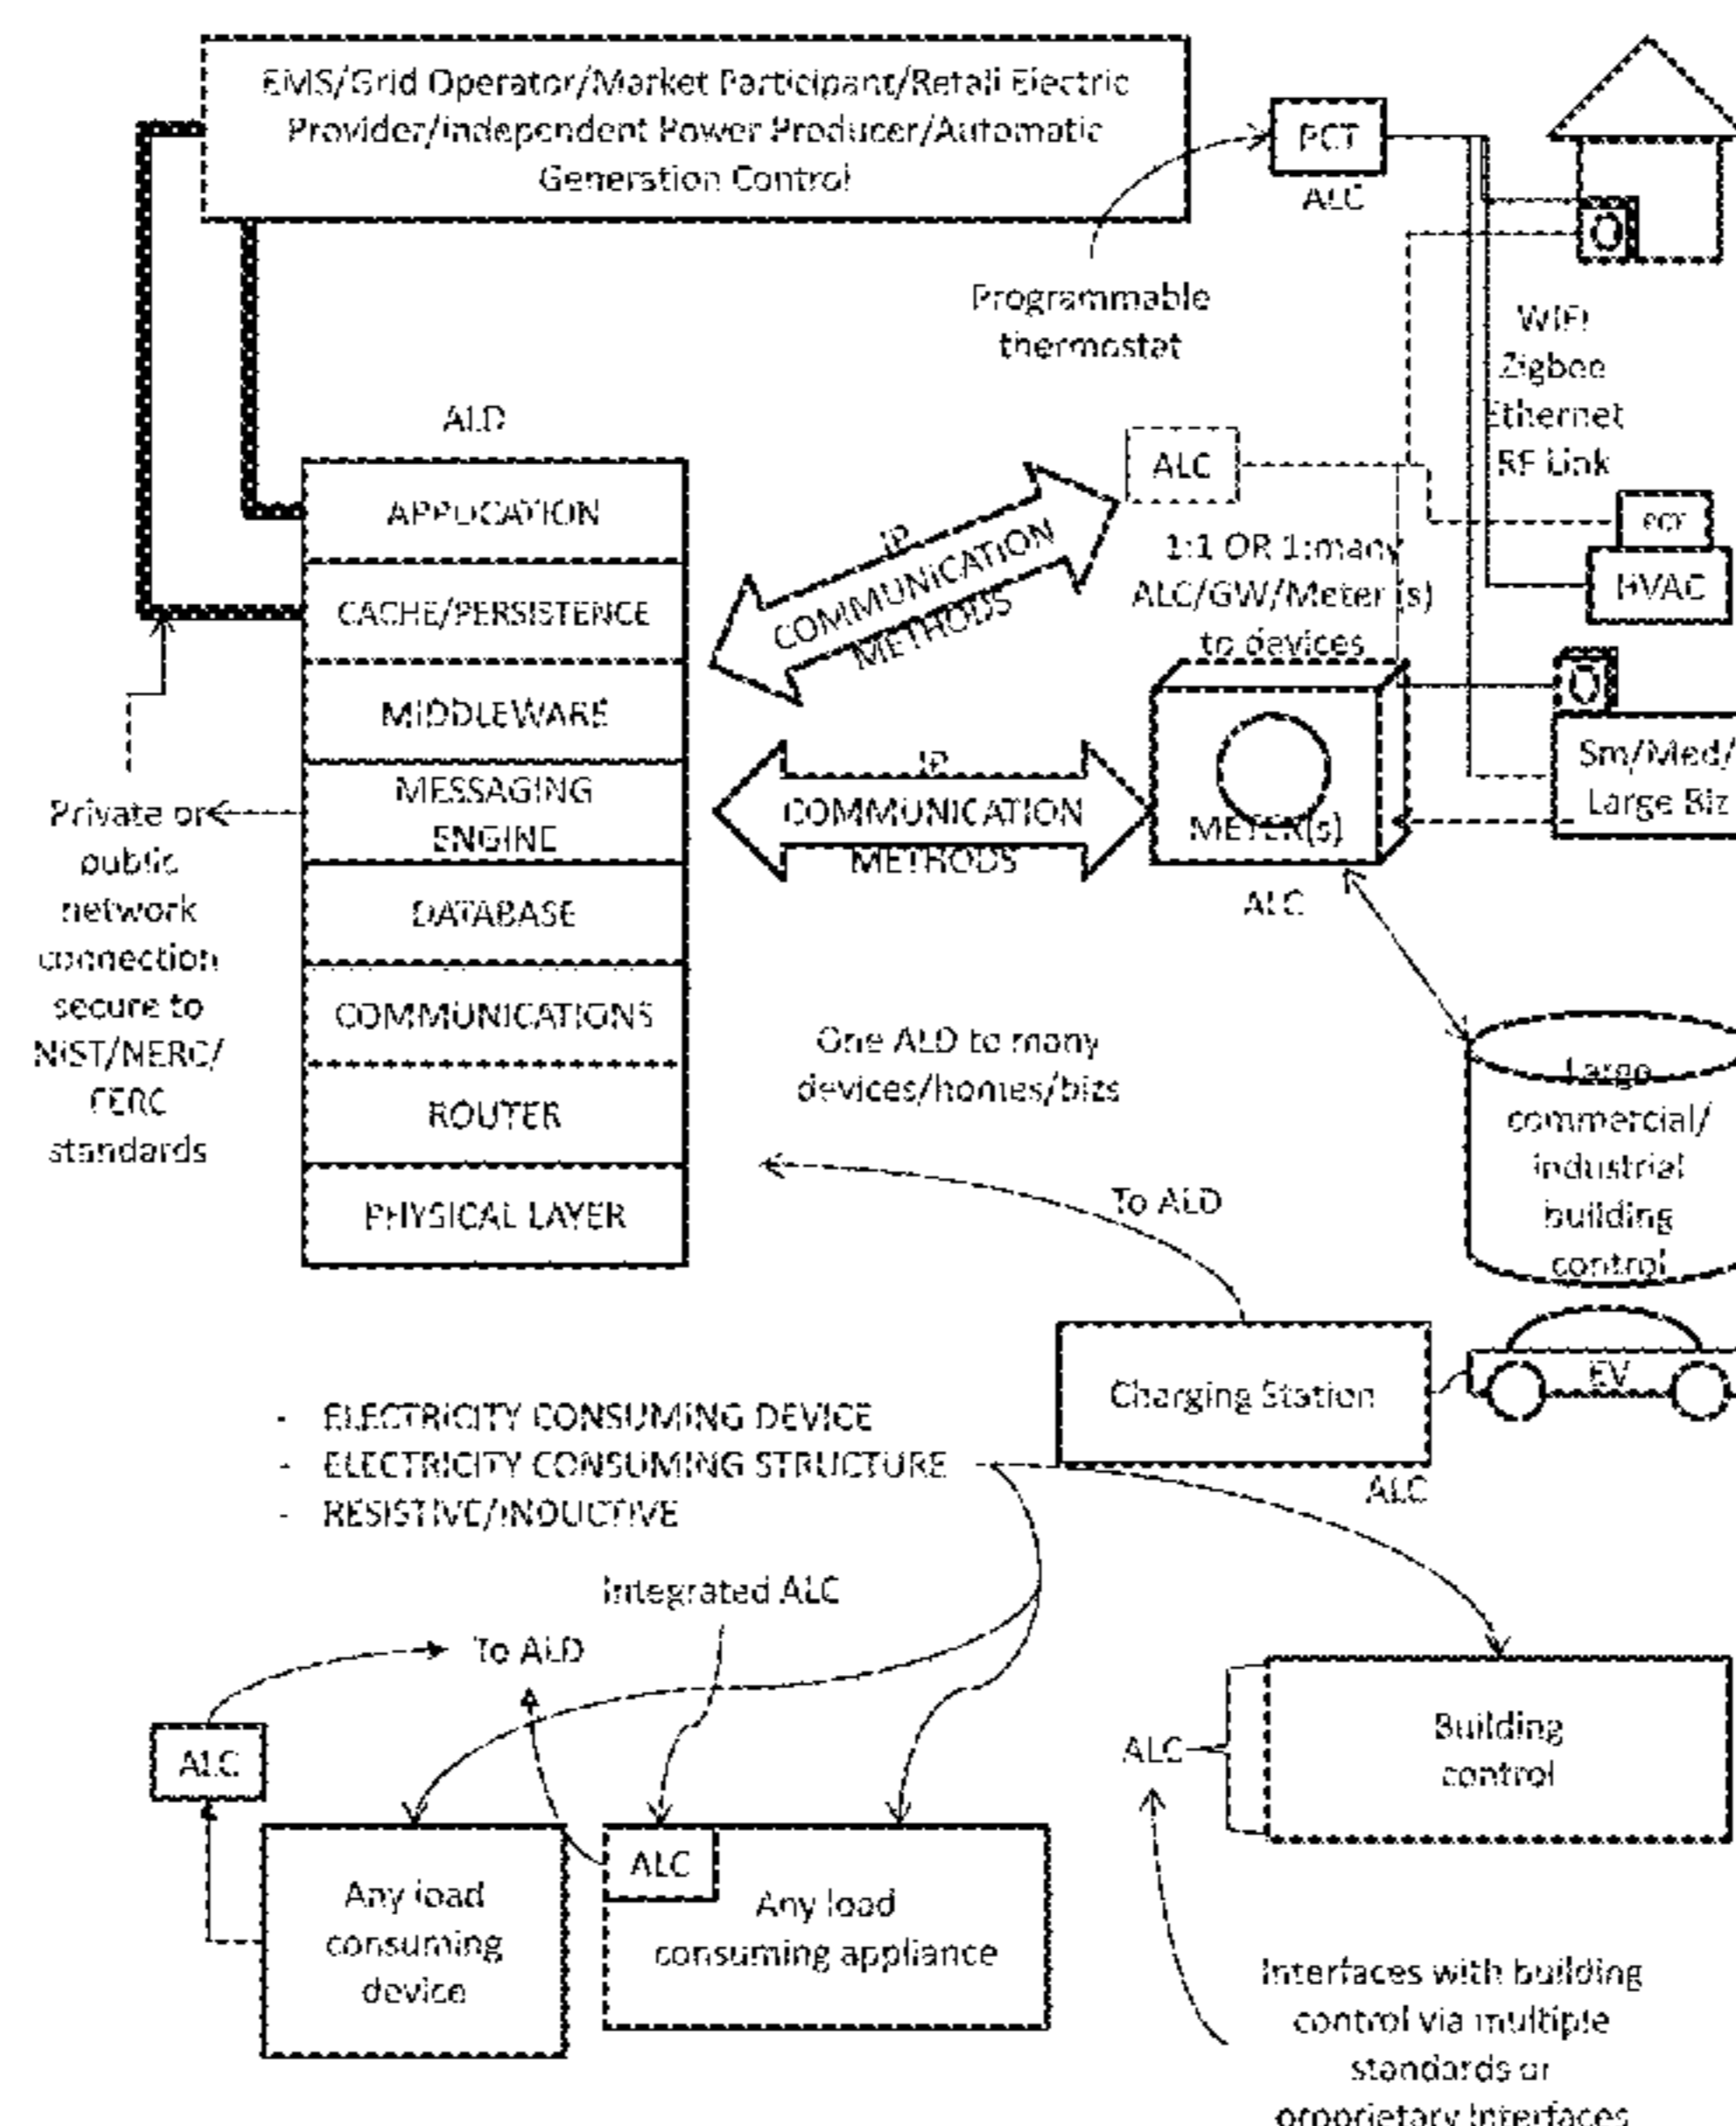 EMS/Grid Operator/Market Participant/Retail Electric
Provider/Independent Power Producer/Automatic
Generation Control
PCT
ALC
Programmable
thermostat
WIFI
Zigbee
Ethernet
RF Link
ALD
APPLICATION
CACHE/PERSISTENCE
MIDDLEWARE
MESSAGING
ENGINE
DATABASE
COMMUNICATIONS
ROUTER
PHYSICAL LAYER
IP
COMMUNICATION
METHODS
ALC
1:1 OR 1:many
ALC/GW/Meter(s)
to devices
PCT
HVAC
IP
COMMUNICATION
METHODS
METER(s)
ALC
Sm/Med/
Large Biz
Private or
public
network
connection
secure to
NIST/NERC/
FERC
standards
One ALD to many
devices/homes/bizs
Large
commercial/
industrial
building
control
To ALD
Charging Station
ALC
EV
- ELECTRICITY CONSUMING DEVICE
- ELECTRICITY CONSUMING STRUCTURE
- RESISTIVE/INDUCTIVE
Integrated ALC
To ALD
ALC
Any load
consuming
device
ALC
Any load
consuming appliance
ALC
Building
control
Interfaces with building
control via multiple
standards or
proprietary Interfaces